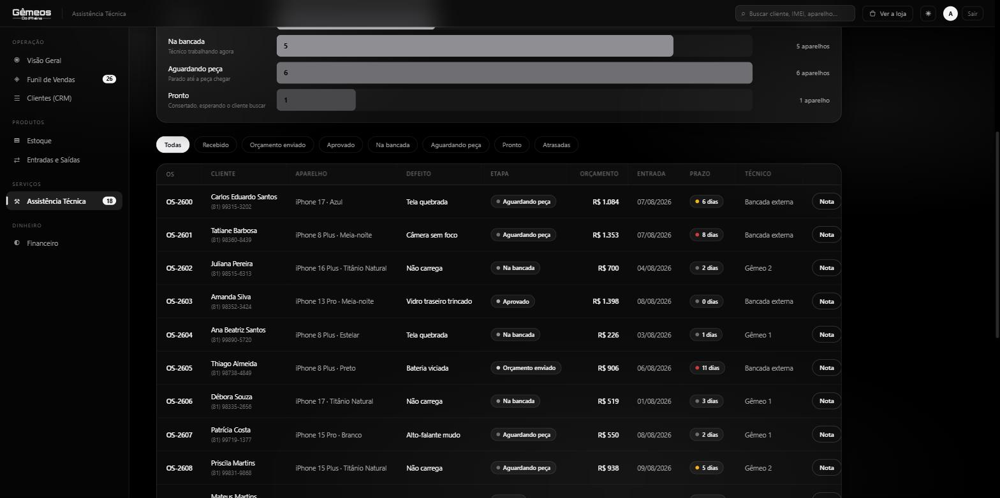 Gêmeos
Do iPhone
Assistência Técnica
Buscar cliente, IMEI, aparelho...
Ver a loja
A
Sair
OPERAÇÃO
Visão Geral
Funil de Vendas 26
Clientes (CRM)
PRODUTOS
Estoque
Entradas e Saídas
SERVIÇOS
Assistência Técnica 18
DINHEIRO
Financeiro
Na bancada
Técnico trabalhando agora
5
5 aparelhos
Aguardando peça
Parado até a peça chegar
6
6 aparelhos
Pronto
Consertado, esperando o cliente buscar
1
1 aparelho
Todas Recebido Orçamento enviado Aprovado Na bancada Aguardando peça Pronto Atrasadas
OS CLIENTE APARELHO DEFEITO ETAPA ORÇAMENTO ENTRADA PRAZO TÉCNICO
OS-2600 Carlos Eduardo Santos iPhone 17 · Azul Tela quebrada Aguardando peça R$ 1.084 07/08/2026 6 dias Bancada externa Nota
(81) 99315-3202
OS-2601 Tatiane Barbosa iPhone 8 Plus · Meia-noite Câmera sem foco Aguardando peça R$ 1.353 07/08/2026 8 dias Bancada externa Nota
(81) 98360-8439
OS-2602 Juliana Pereira iPhone 16 Plus · Titânio Natural Não carrega Na bancada R$ 700 04/08/2026 2 dias Gêmeo 2 Nota
(81) 98515-6313
OS-2603 Amanda Silva iPhone 13 Pro · Meia-noite Vidro traseiro trincado Aprovado R$ 1.398 08/08/2026 0 dias Bancada externa Nota
(81) 98352-3424
OS-2604 Ana Beatriz Santos iPhone 8 Plus · Estelar Tela quebrada Na bancada R$ 226 03/08/2026 1 dias Gêmeo 1 Nota
(81) 99890-5720
OS-2605 Thiago Almeida iPhone 8 Plus · Preto Bateria viciada Orçamento enviado R$ 906 06/08/2026 11 dias Bancada externa Nota
(81) 98738-4849
OS-2606 Débora Souza iPhone 17 · Titânio Natural Não carrega Na bancada R$ 519 01/08/2026 3 dias Gêmeo 1 Nota
(81) 98335-2656
OS-2607 Patrícia Costa iPhone 15 Pro · Branco Alto-falante mudo Aguardando peça R$ 550 08/08/2026 2 dias Gêmeo 1 Nota
(81) 99719-1377
OS-2608 Priscila Martins iPhone 15 Plus · Titânio Natural Não carrega Aguardando peça R$ 938 09/08/2026 5 dias Gêmeo 2 Nota
(81) 99831-9868
Mateus Martins